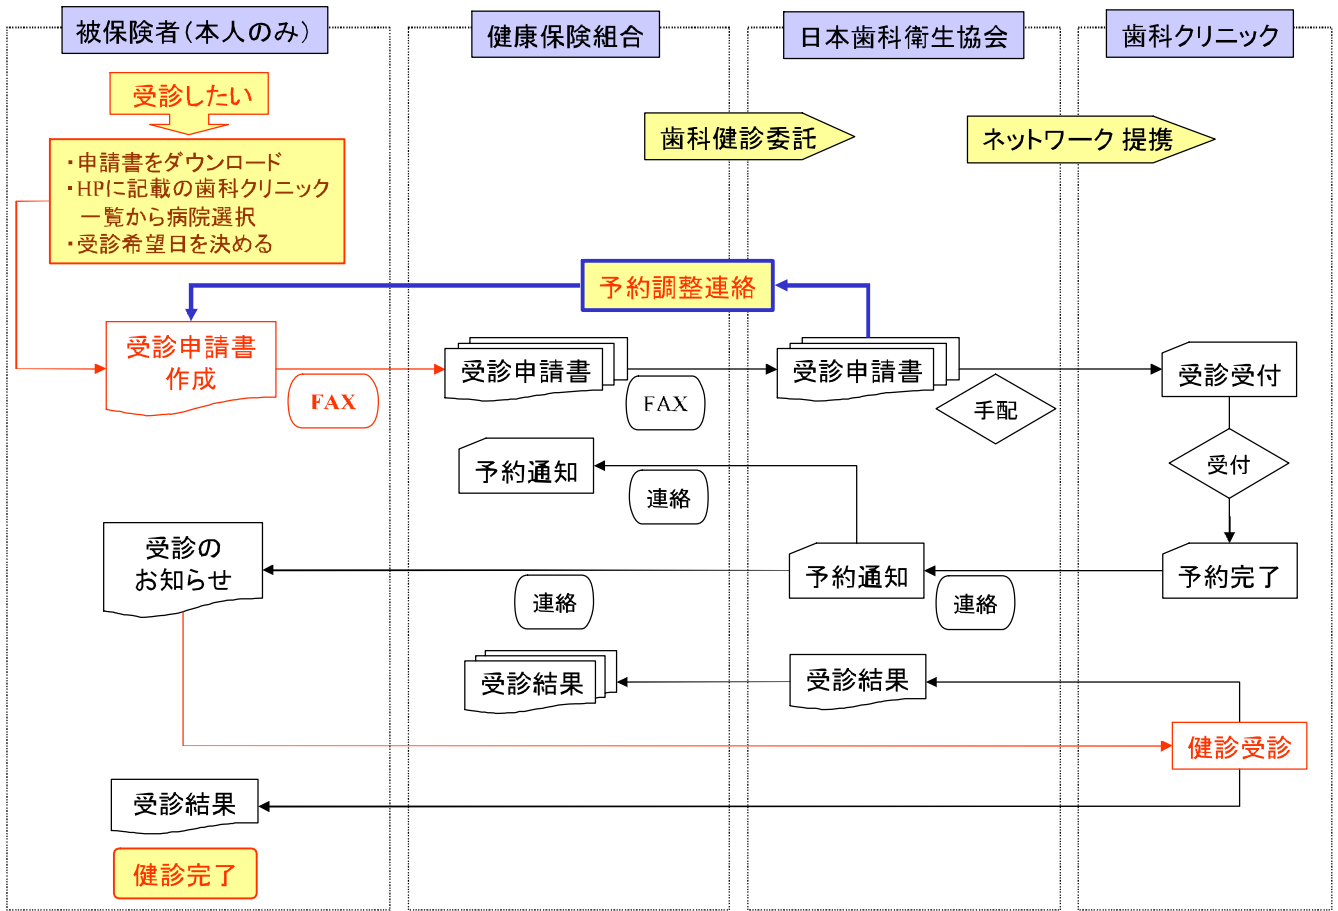 被保険者(本人のみ)
健康保険組合
日本歯科衛生協会
歯科クリニック
受診したい
歯科健診委託
ネットワーク 提携
・申請書をダウンロード
・HPに記載の歯科クリニック
一覧から病院選択
・受診希望日を決める
予約調整連絡
受診申請書
作成
FAX
受診申請書
FAX
受診申請書
手配
受診受付
受付
予約通知
連絡
受診の
お知らせ
連絡
予約通知
連絡
予約完了
受診結果
受診結果
健診受診
受診結果
健診完了